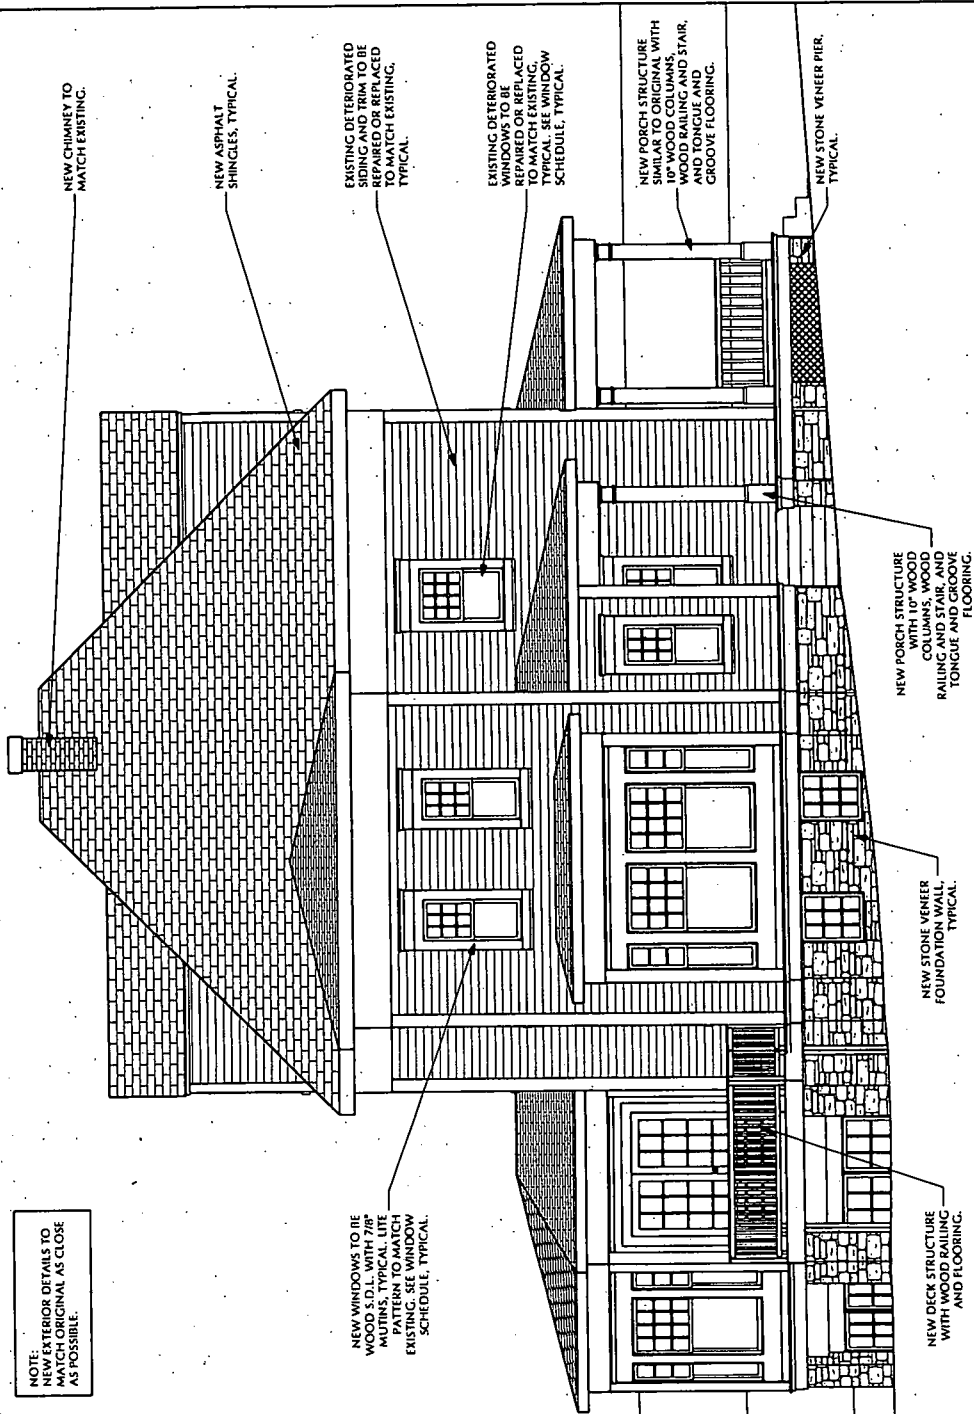 NOTE:
NEW EXTERIOR DETAILS TO
MATCH ORIGINAL AS CLOSE
AS POSSIBLE.
NEW CHIMNEY TO
MATCH EXISTING.
NEW ASPHALT
SHINGLES, TYPICAL.
EXISTING DETERIORATED
SIDING AND TRIM TO BE
REPAIRED OR REPLACED
TO MATCH EXISTING,
TYPICAL.
EXISTING DETERIORATED
WINDOWS TO BE
REPAIRED OR REPLACED
TO MATCH EXISTING,
TYPICAL. SEE WINDOW
SCHEDULE, TYPICAL.
NEW WINDOWS TO BE
WOOD S.D.L. WITH 7/8"
MUTINS, TYPICAL. LITE
PATTERN TO MATCH
EXISTING. SEE WINDOW
SCHEDULE, TYPICAL.
NEW PORCH STRUCTURE
SIMILAR TO ORIGINAL WITH
10" WOOD COLUMNS,
WOOD RAILING AND STAIR,
AND TONGUE AND
GROOVE FLOORING.
NEW STONE VENEER PIER,
TYPICAL.
NEW DECK STRUCTURE
WITH WOOD RAILING
AND FLOORING.
NEW STONE VENEER
FOUNDATION WALL,
TYPICAL.
NEW PORCH STRUCTURE
WITH 10" WOOD
COLUMNS, WOOD
RAILING AND STAIR, AND
TONGUE AND GROOVE
FLOORING.